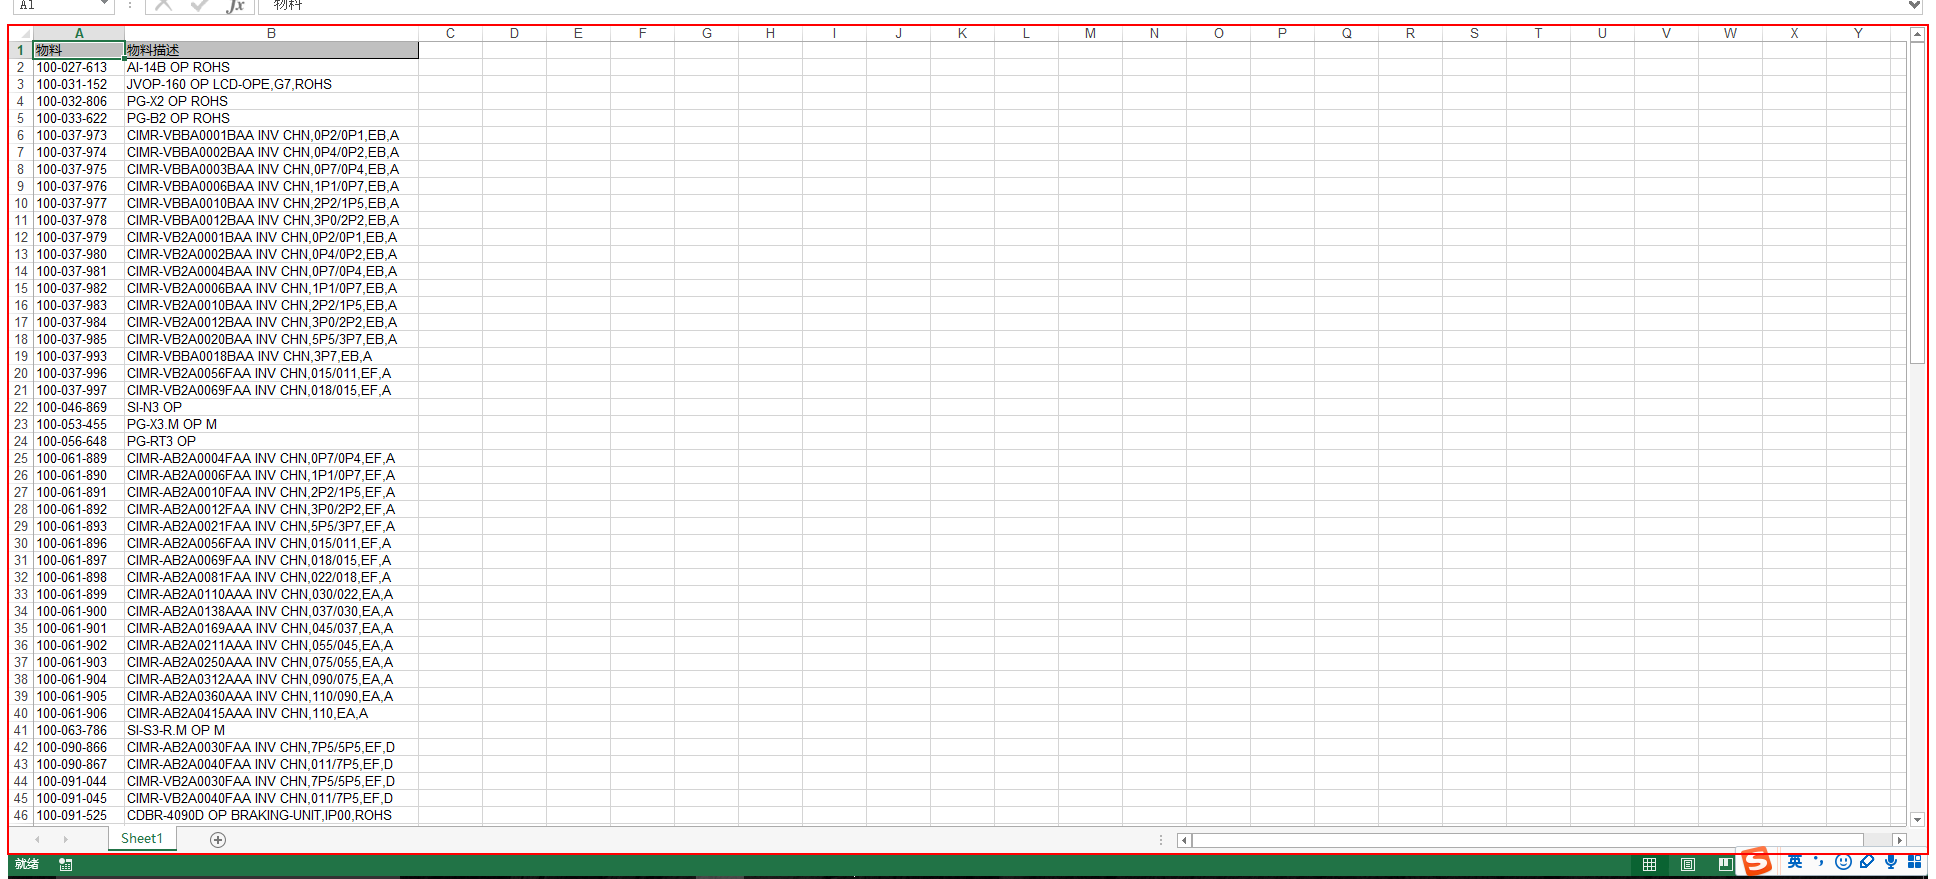 A1 fx 物料
A B C D E F G H I J K L M N O P Q R S T U V W X Y
1 物料 物料描述
2 100-027-613 AI-14B OP ROHS
3 100-031-152 JVOP-160 OP LCD-OPE,G7,ROHS
4 100-032-806 PG-X2 OP ROHS
5 100-033-622 PG-B2 OP ROHS
6 100-037-973 CIMR-VBBA0001BAA INV CHN,0P2/0P1,EB,A
7 100-037-974 CIMR-VBBA0002BAA INV CHN,0P4/0P2,EB,A
8 100-037-975 CIMR-VBBA0003BAA INV CHN,0P7/0P4,EB,A
9 100-037-976 CIMR-VBBA0006BAA INV CHN,1P1/0P7,EB,A
10 100-037-977 CIMR-VBBA0010BAA INV CHN,2P2/1P5,EB,A
11 100-037-978 CIMR-VBBA0012BAA INV CHN,3P0/2P2,EB,A
12 100-037-979 CIMR-VB2A0001BAA INV CHN,0P2/0P1,EB,A
13 100-037-980 CIMR-VB2A0002BAA INV CHN,0P4/0P2,EB,A
14 100-037-981 CIMR-VB2A0004BAA INV CHN,0P7/0P4,EB,A
15 100-037-982 CIMR-VB2A0006BAA INV CHN,1P1/0P7,EB,A
16 100-037-983 CIMR-VB2A0010BAA INV CHN,2P2/1P5,EB,A
17 100-037-984 CIMR-VB2A0012BAA INV CHN,3P0/2P2,EB,A
18 100-037-985 CIMR-VB2A0020BAA INV CHN,5P5/3P7,EB,A
19 100-037-993 CIMR-VBBA0018BAA INV CHN,3P7,EB,A
20 100-037-996 CIMR-VB2A0056FAA INV CHN,015/011,EF,A
21 100-037-997 CIMR-VB2A0069FAA INV CHN,018/015,EF,A
22 100-046-869 SI-N3 OP
23 100-053-455 PG-X3.M OP M
24 100-056-648 PG-RT3 OP
25 100-061-889 CIMR-AB2A0004FAA INV CHN,0P7/0P4,EF,A
26 100-061-890 CIMR-AB2A0006FAA INV CHN,1P1/0P7,EF,A
27 100-061-891 CIMR-AB2A0010FAA INV CHN,2P2/1P5,EF,A
28 100-061-892 CIMR-AB2A0012FAA INV CHN,3P0/2P2,EF,A
29 100-061-893 CIMR-AB2A0021FAA INV CHN,5P5/3P7,EF,A
30 100-061-896 CIMR-AB2A0056FAA INV CHN,015/011,EF,A
31 100-061-897 CIMR-AB2A0069FAA INV CHN,018/015,EF,A
32 100-061-898 CIMR-AB2A0081FAA INV CHN,022/018,EF,A
33 100-061-899 CIMR-AB2A0110AAA INV CHN,030/022,EA,A
34 100-061-900 CIMR-AB2A0138AAA INV CHN,037/030,EA,A
35 100-061-901 CIMR-AB2A0169AAA INV CHN,045/037,EA,A
36 100-061-902 CIMR-AB2A0211AAA INV CHN,055/045,EA,A
37 100-061-903 CIMR-AB2A0250AAA INV CHN,075/055,EA,A
38 100-061-904 CIMR-AB2A0312AAA INV CHN,090/075,EA,A
39 100-061-905 CIMR-AB2A0360AAA INV CHN,110/090,EA,A
40 100-061-906 CIMR-AB2A0415AAA INV CHN,110,EA,A
41 100-063-786 SI-S3-R.M OP M
42 100-090-866 CIMR-AB2A0030FAA INV CHN,7P5/5P5,EF,D
43 100-090-867 CIMR-AB2A0040FAA INV CHN,011/7P5,EF,D
44 100-091-044 CIMR-VB2A0030FAA INV CHN,7P5/5P5,EF,D
45 100-091-045 CIMR-VB2A0040FAA INV CHN,011/7P5,EF,D
46 100-091-525 CDBR-4090D OP BRAKING-UNIT,IP00,ROHS
Sheet1
就绪 英